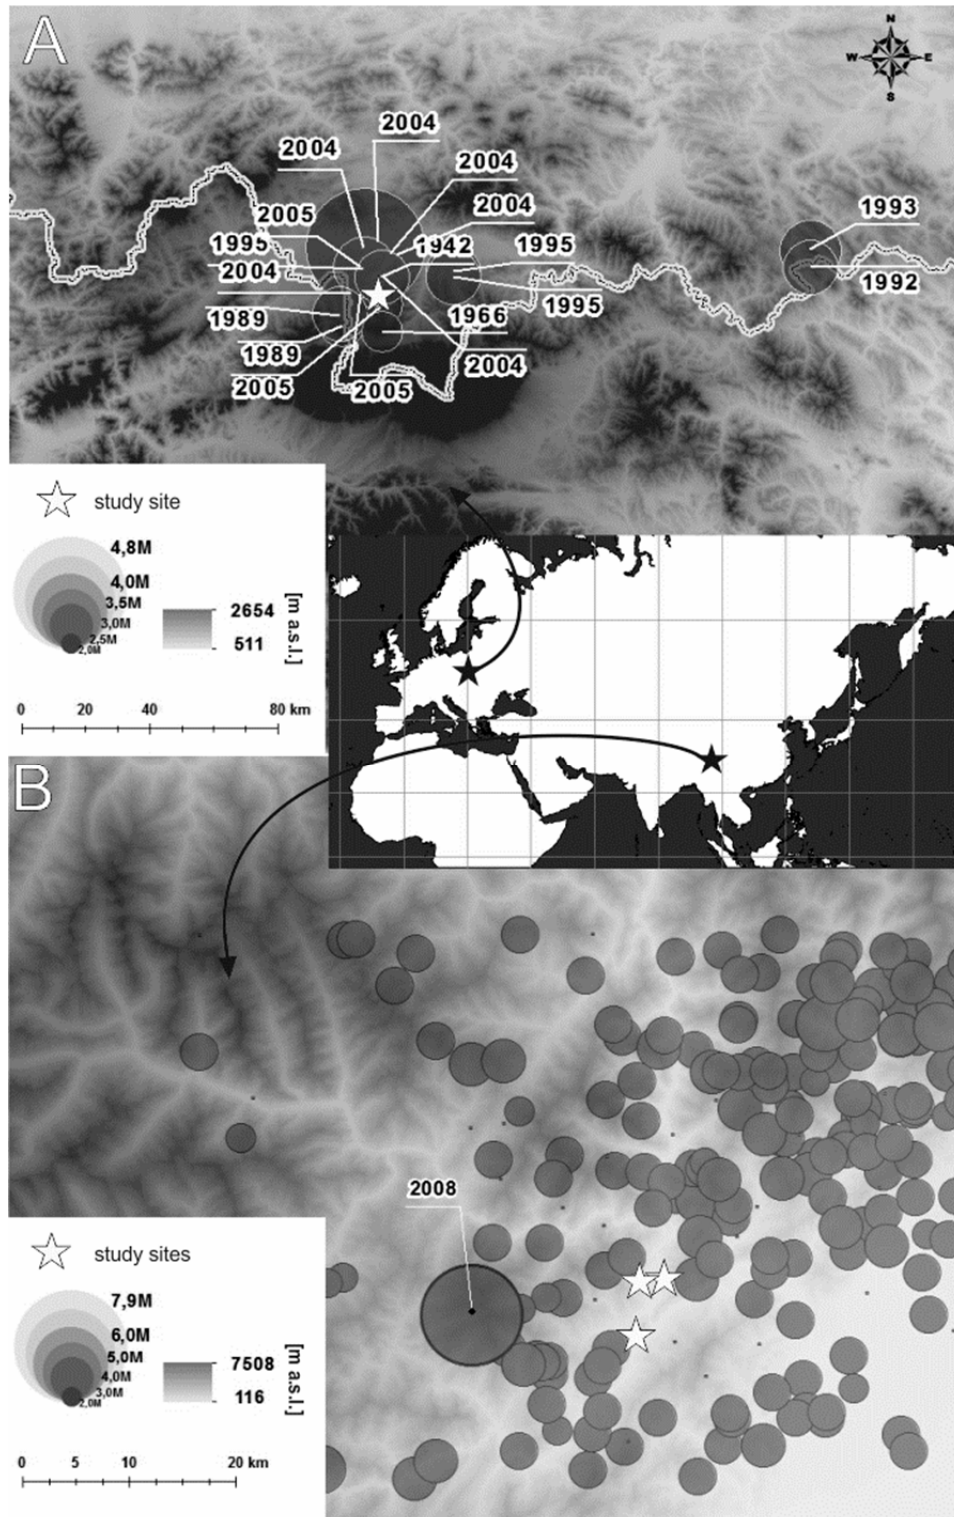 A
N
W E
S
2004
2004
2004
2005
2004
1993
1995
1942
1995
2004
1992
1995
1989
1966
1989
2004
2005
2005
study site
4,8M
4,0M
3,5M
3,0M
2,5M
2,0M
2654
511
[m a.s.l.]
0 20 40 80 km
B
2008
study sites
7,9M
6,0M
5,0M
4,0M
3,0M
2,0M
7508
116
[m a.s.l.]
0 5 10 20 km